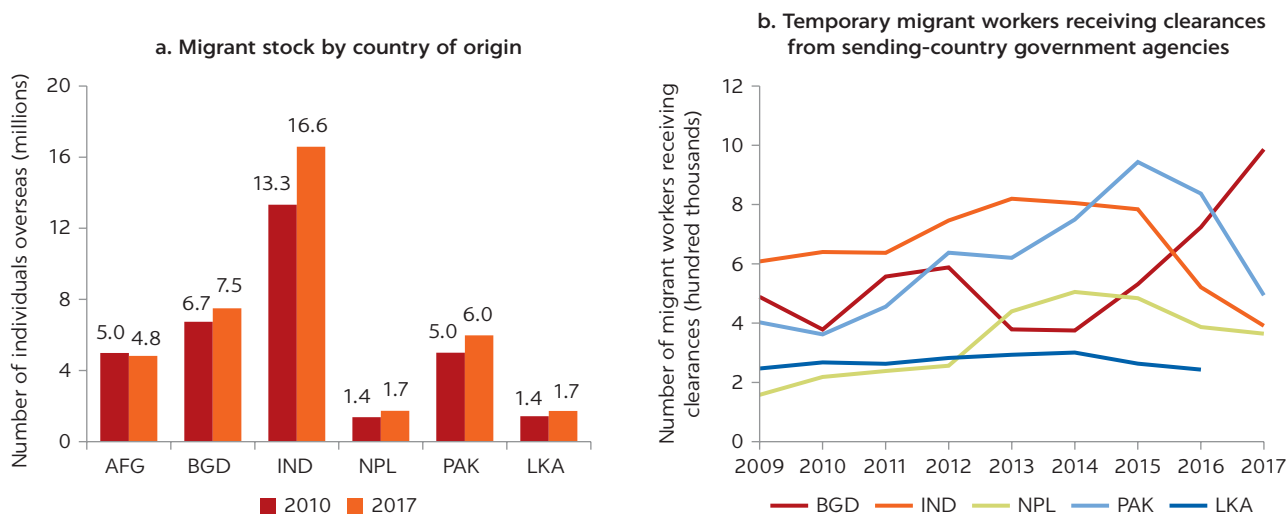 a. Migrant stock by country of origin
Number of individuals overseas (millions)
20
16
12
8
4
0
5.0
4.8
6.7
7.5
13.3
16.6
1.4
1.7
5.0
6.0
1.4
1.7
AFG
BGD
IND
NPL
PAK
LKA
2010
2017
b. Temporary migrant workers receiving clearances
from sending-country government agencies
Number of migrant workers receiving
clearances (hundred thousands)
12
10
8
6
4
2
0
2009
2010
2011
2012
2013
2014
2015
2016
2017
BGD
IND
NPL
PAK
LKA